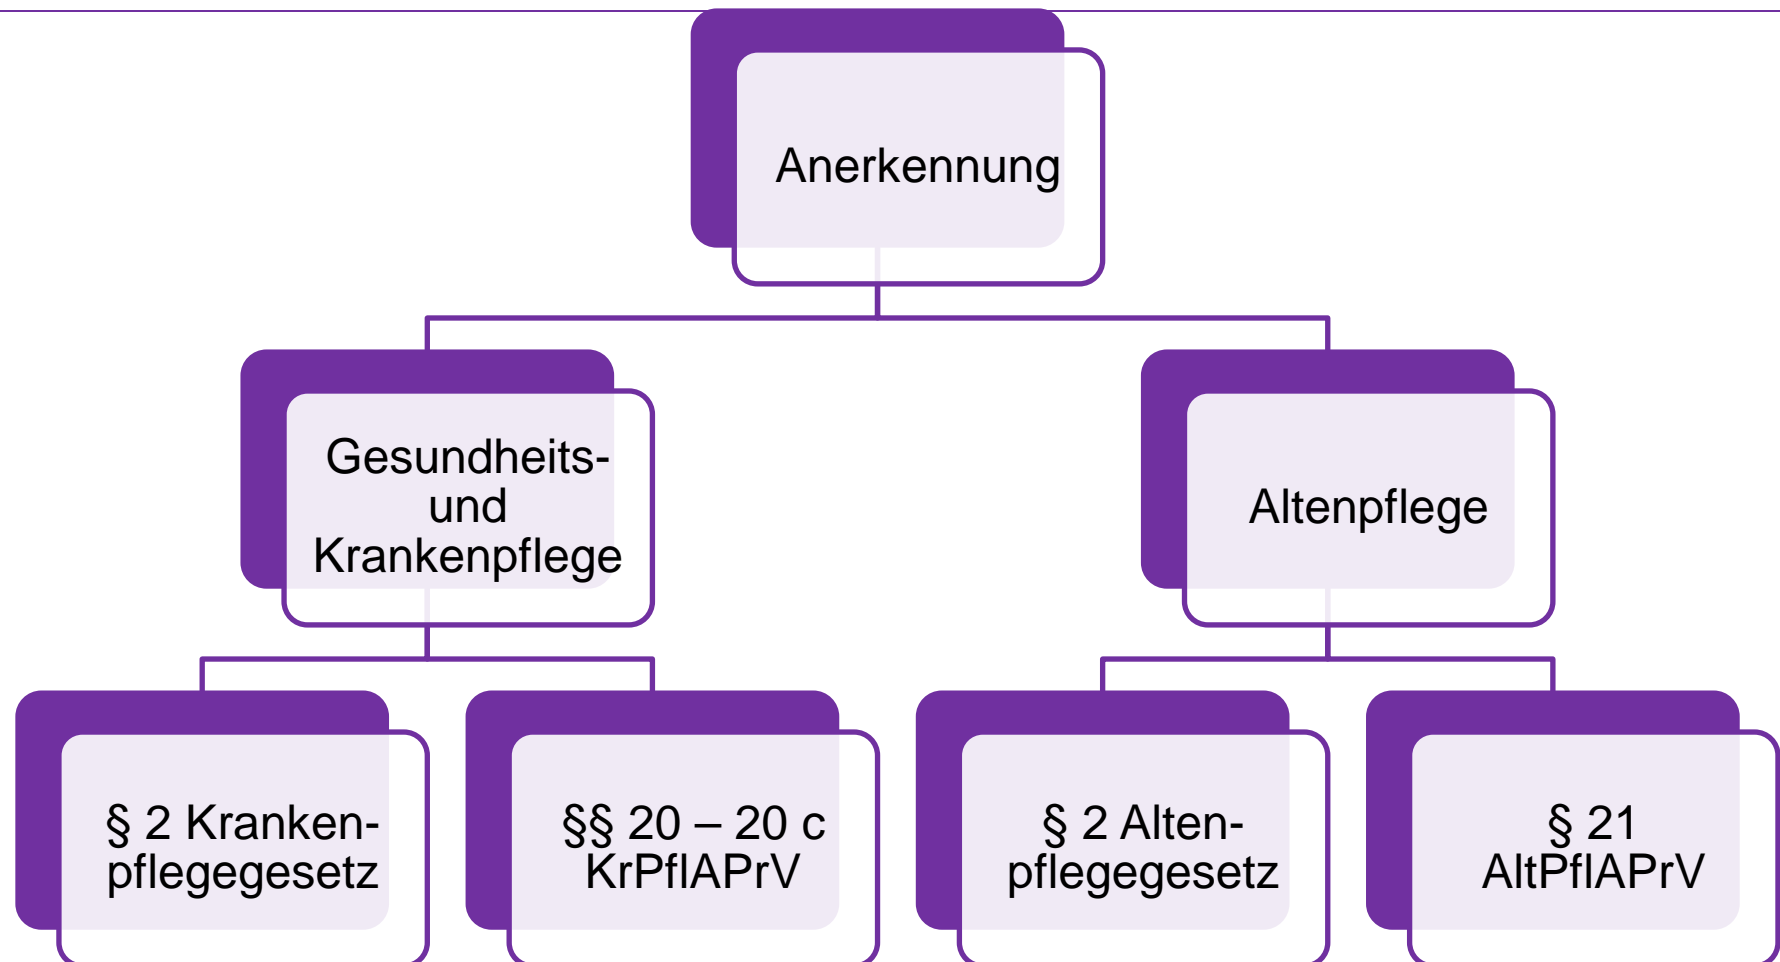 Anerkennung
Gesundheits-
und
Krankenpflege
Altenpflege
§ 2 Kranken-
pflegegesetz
§§ 20 – 20 c
KrPflAPrV
§ 2 Alten-
pflegegesetz
§ 21
AltPflAPrV